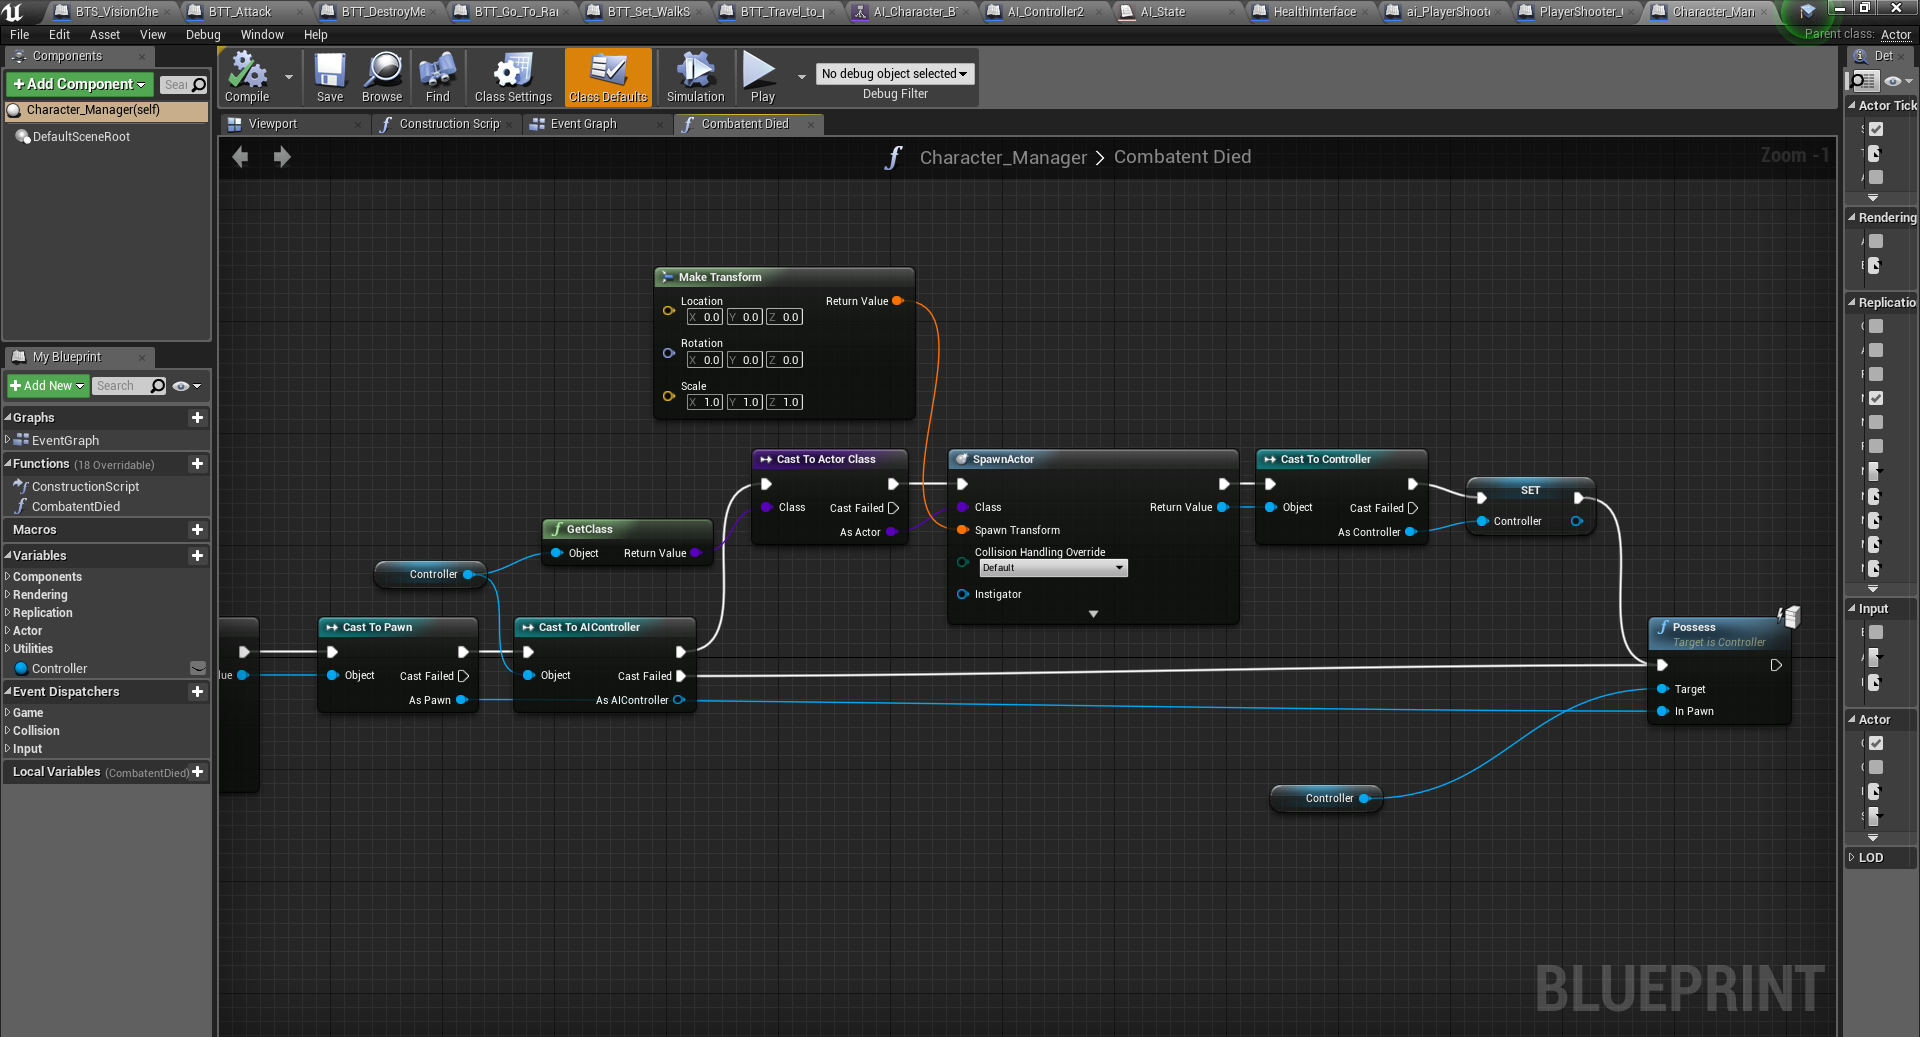 BTS_VisionChe
BTT_Attack
BTT_DestroyMe
BTT_Go_To_Ra
BTT_Set_WalkS
BTT_Travel_to_
AI_Character_B
AI_Controller2
AI_State
HealthInterface
ai_PlayerShoot
PlayerShooter_
Character_Man
File Edit Asset View Debug Window Help
Parent class: Actor
Components
+ Add Component
Sea
Character_Manager(self)
DefaultSceneRoot
Compile
Save
Browse
Find
Class Settings
Class Defaults
Simulation
Play
No debug object selected
Debug Filter
Viewport
Construction Scrip
Event Graph
Combatent Died
Character_Manager > Combatent Died
Zoom -1
My Blueprint
+ Add New
Search
Graphs
EventGraph
Functions (18 Overridable)
ConstructionScript
CombatentDied
Macros
Variables
Components
Rendering
Replication
Actor
Utilities
Controller
Event Dispatchers
Game
Collision
Input
Local Variables (CombatentDied)
Make Transform
Location
Return Value
X 0.0 Y 0.0 Z 0.0
Rotation
X 0.0 Y 0.0 Z 0.0
Scale
X 1.0 Y 1.0 Z 1.0
Cast To Actor Class
Class
Cast Failed
As Actor
SpawnActor
Class
Return Value
Spawn Transform
Collision Handling Override
Default
Instigator
Cast To Controller
Object
Cast Failed
As Controller
SET
Controller
GetClass
Object
Return Value
Controller
lue
Cast To Pawn
Object
Cast Failed
As Pawn
Cast To AIController
Object
Cast Failed
As AIController
Possess
Target is Controller
Target
In Pawn
Controller
BLUEPRINT
Det
Actor Tick
Rendering
Replicatio
Input
Actor
LOD